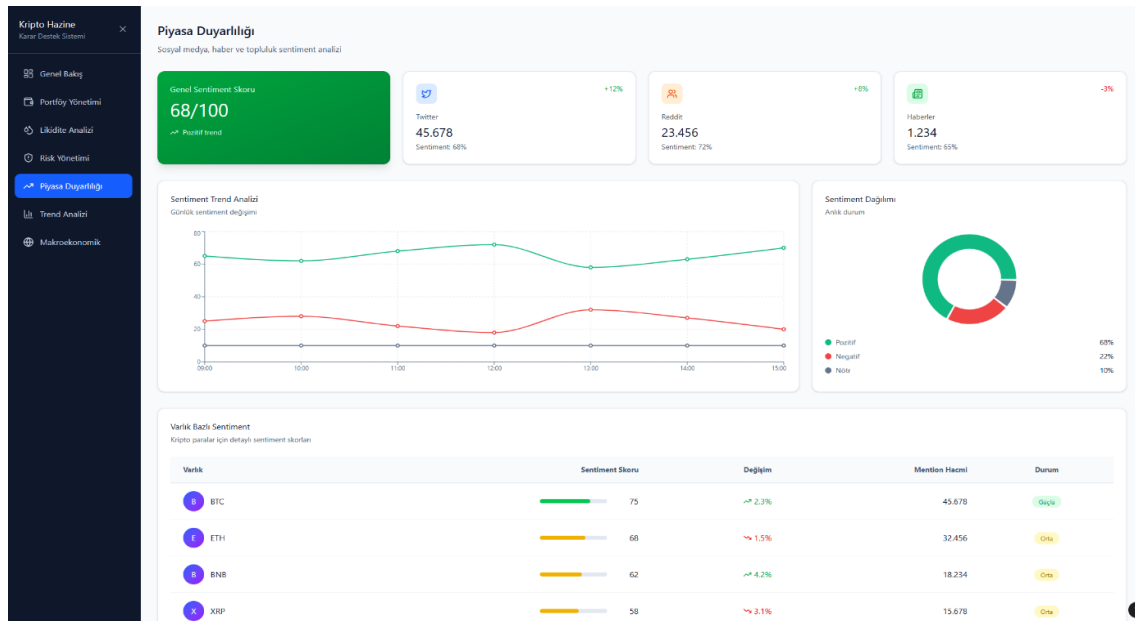 Kripto Hazine
Karar Destek Sistemi
Genel Bakış
Portföy Yönetimi
Likidite Analizi
Risk Yönetimi
Piyasa Duyarlılığı
Trend Analizi
Makroekonomik
Piyasa Duyarlılığı
Sosyal medya, haber ve topluluk sentiment analizi
Genel Sentiment Skoru
68/100
Pozitif trend
+12%
Twitter
45.678
Sentiment: 68%
+8%
Reddit
23.456
Sentiment: 72%
-3%
Haberler
1.234
Sentiment: 65%
Sentiment Trend Analizi
Günlük sentiment değişimi
80
60
40
20
0
09:00 10:00 11:00 12:00 13:00 14:00 15:00
Sentiment Dağılımı
Anlık durum
Pozitif 68%
Negatif 22%
Nötr 10%
Varlık Bazlı Sentiment
Kripto paralar için detaylı sentiment skorları
Varlık Sentiment Skoru Değişim Mention Hacmi Durum
B BTC 75 2.3% 45.678 Güçlü
E ETH 68 1.5% 32.456 Orta
B BNB 62 4.2% 18.234 Orta
X XRP 58 3.1% 15.678 Orta